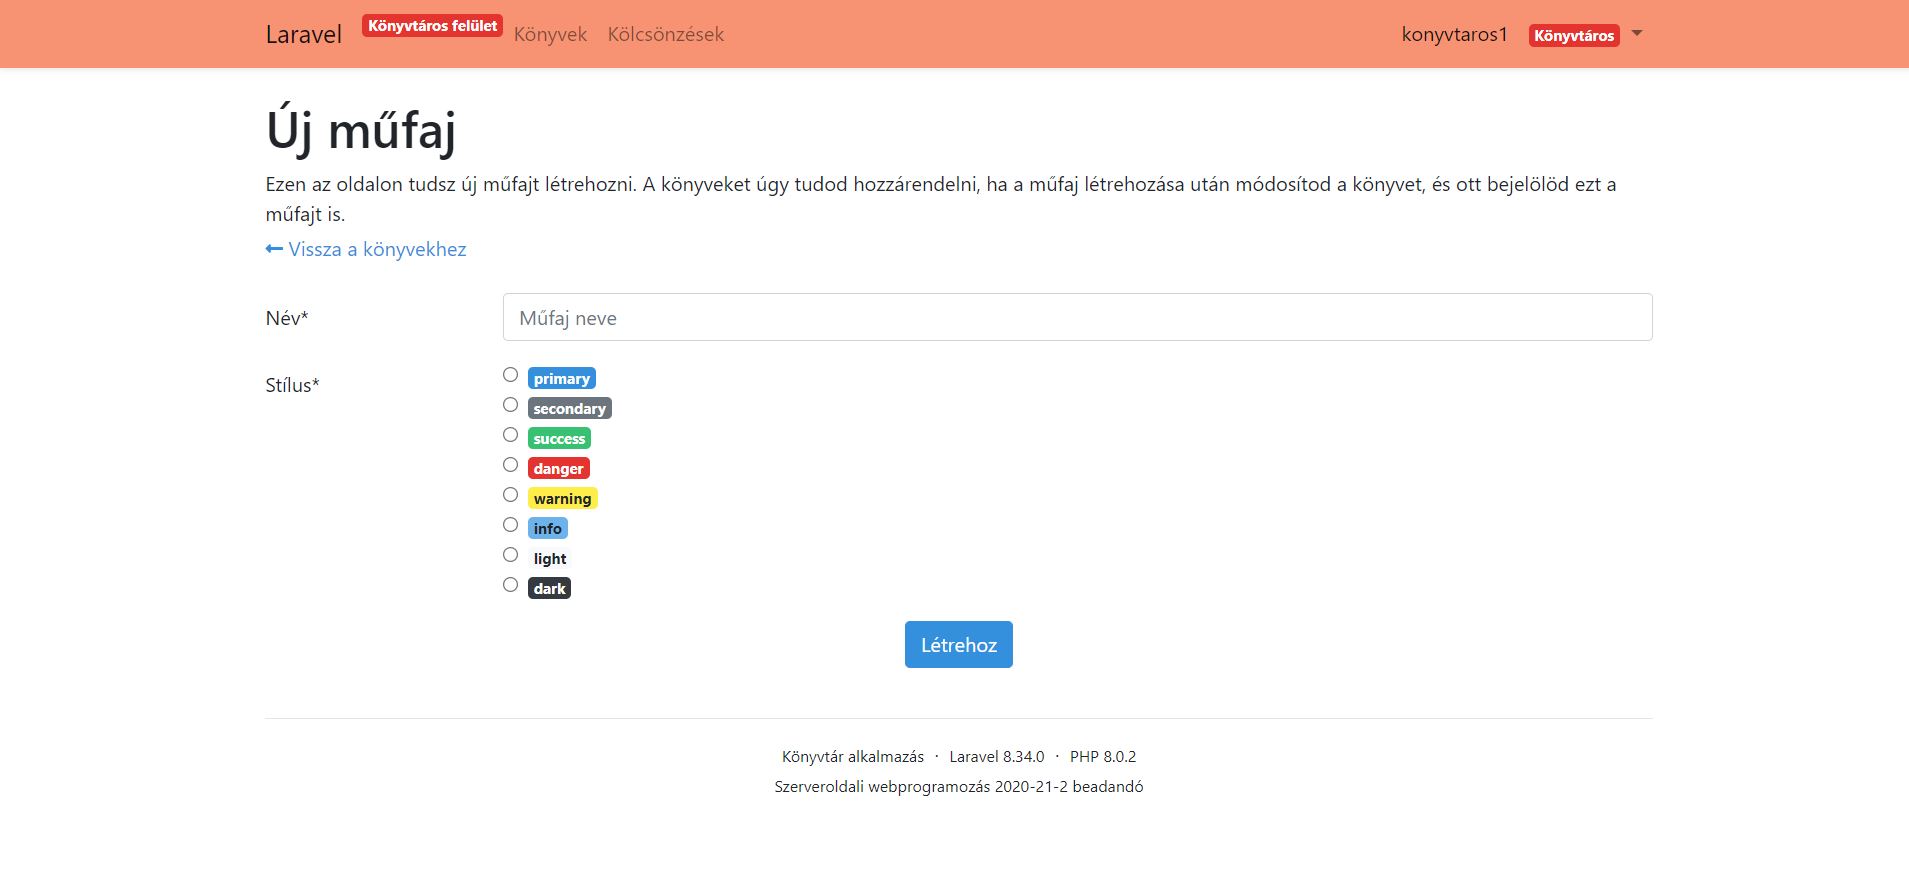 Laravel Könyvtáros felület Könyvek Kölcsönzések konyvtaros1 Könyvtáros
Új műfaj
Ezen az oldalon tudsz új műfajt létrehozni. A könyveket úgy tudod hozzárendelni, ha a műfaj létrehozása után módosítod a könyvet, és ott bejelölöd ezt a
műfajt is.
Vissza a könyvekhez
Név* Műfaj neve
Stílus*
primary
secondary
success
danger
warning
info
light
dark
Létrehoz
Könyvtár alkalmazás · Laravel 8.34.0 · PHP 8.0.2
Szerveroldali webprogramozás 2020-21-2 beadandó